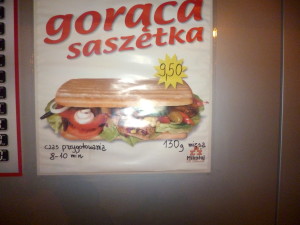 gorąca
saszetka
9,50
czas przygotowania
8-10 min
130g mięsa